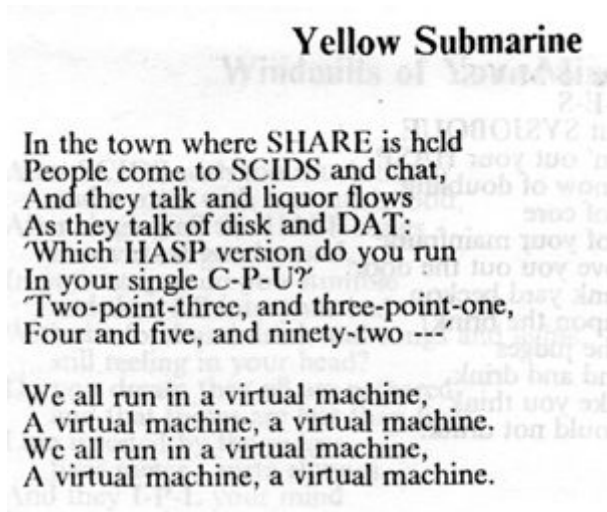 Yellow Submarine
In the town where SHARE is held
People come to SCIDS and chat,
And they talk and liquor flows
As they talk of disk and DAT:
'Which HASP version do you run
In your single C-P-U?'
'Two-point-three, and three-point-one,
Four and five, and ninety-two ---'
We all run in a virtual machine,
A virtual machine, a virtual machine.
We all run in a virtual machine,
A virtual machine, a virtual machine.